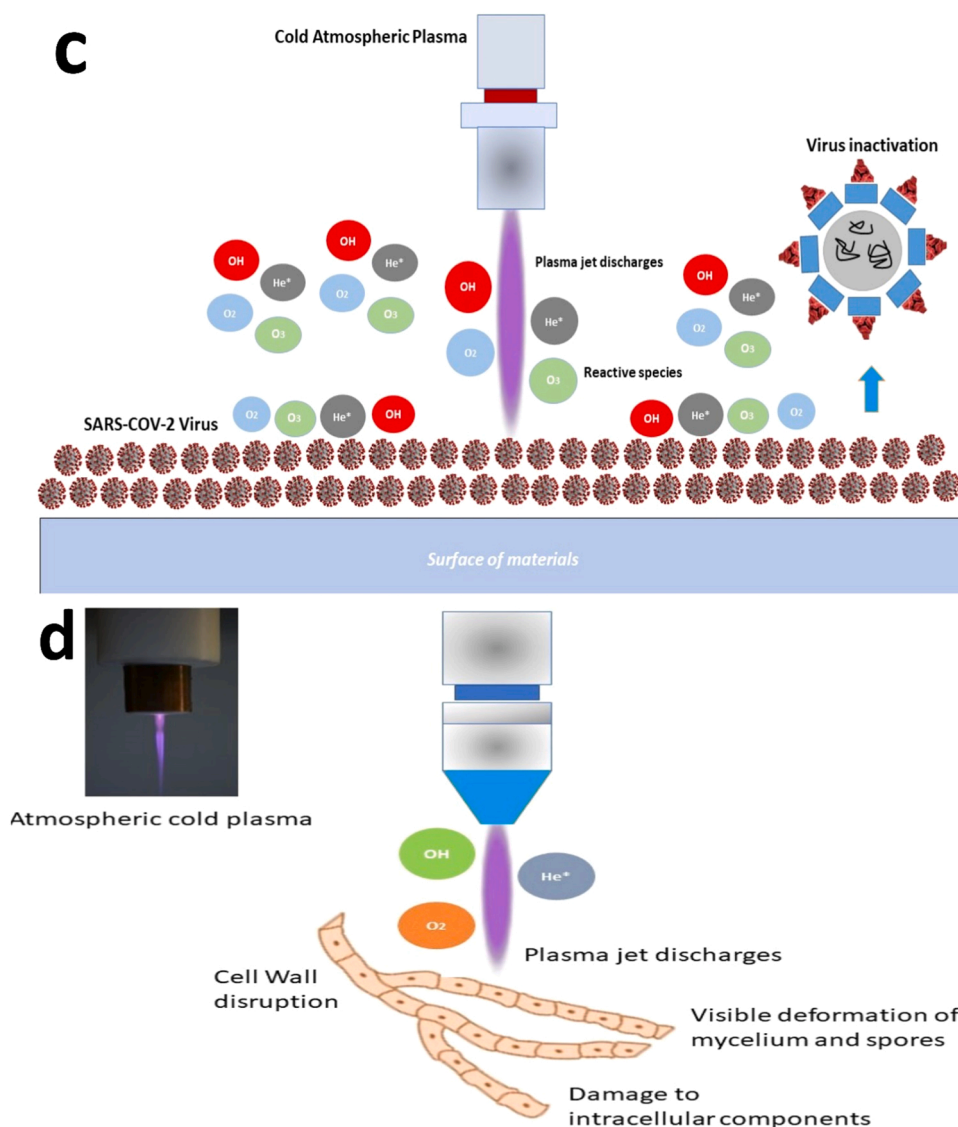 c
Cold Atmospheric Plasma
Virus inactivation
OH
He*
O2
O3
OH
He*
O2
O3
OH
Plasma jet discharges
He*
O2
O3
Reactive species
OH
He*
O2
O3
SARS-COV-2 Virus
O2
O3
He*
OH
OH
He*
O3
O2
Surface of materials
d
Atmospheric cold plasma
OH
He*
O2
Plasma jet discharges
Cell Wall
disruption
Visible deformation of
mycelium and spores
Damage to
intracellular components